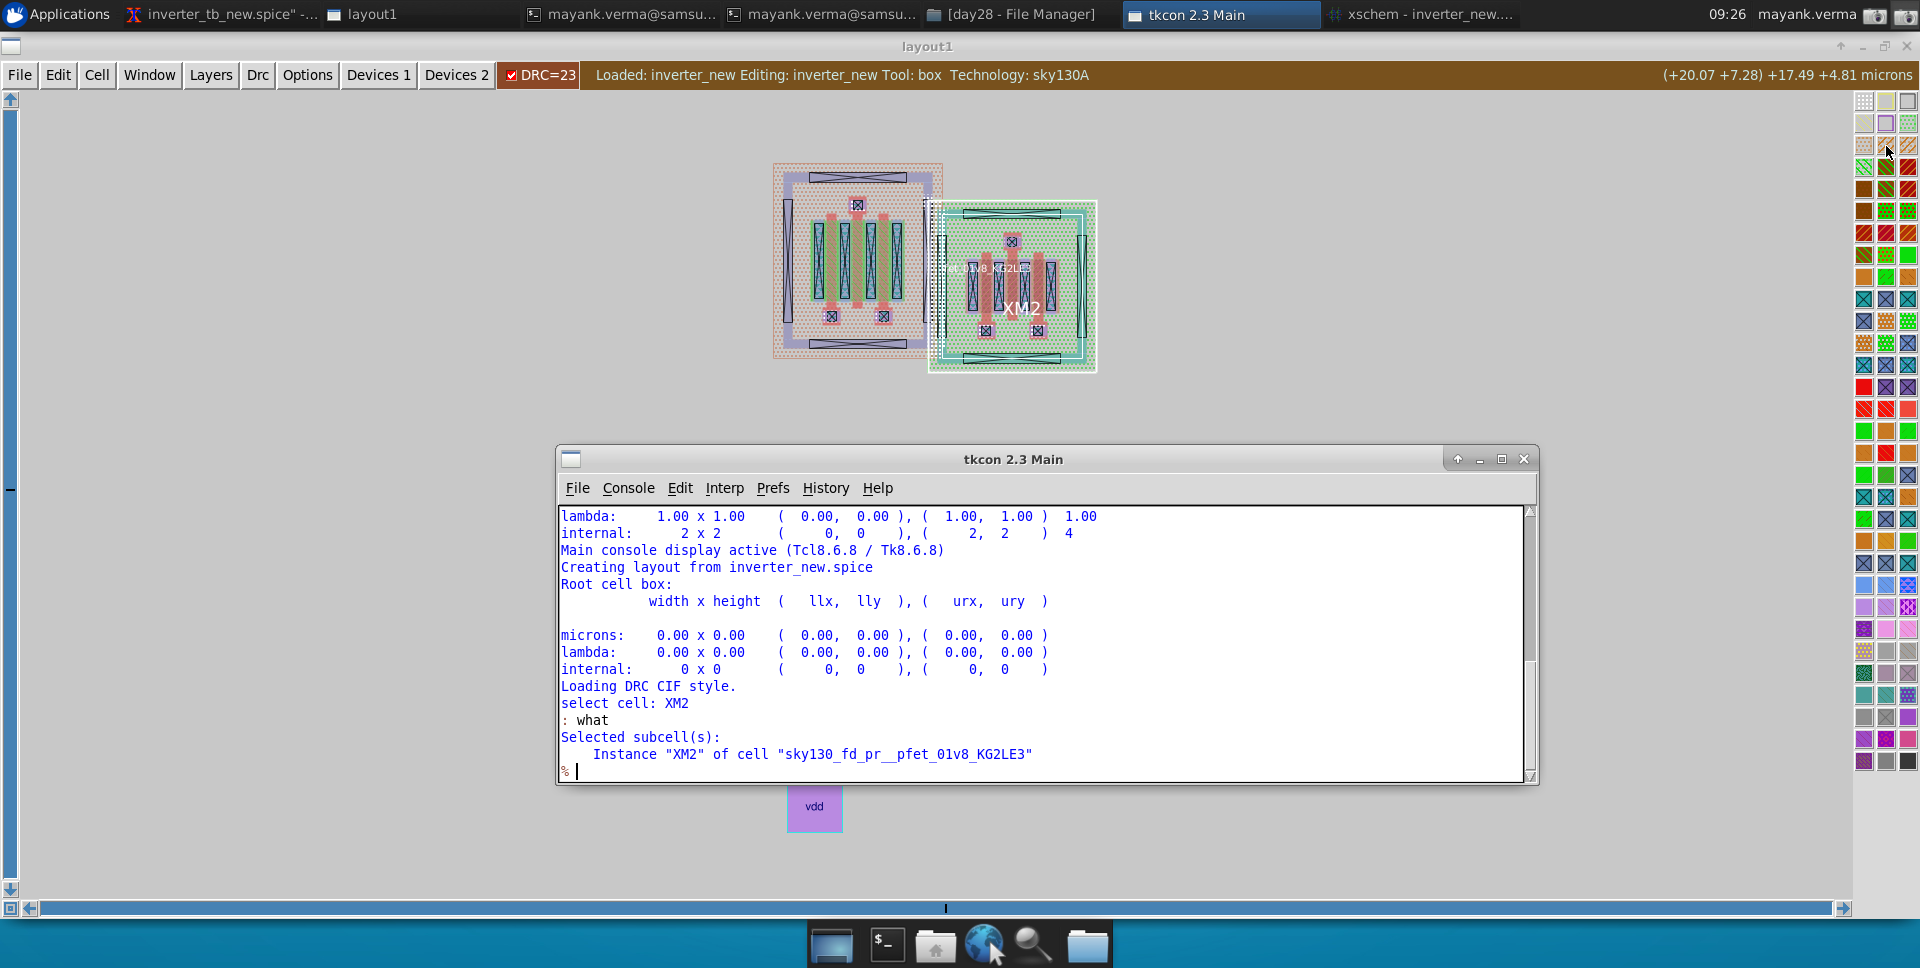 Applications
inverter_tb_new.spice" -...
layout1
mayank.verma@samsu...
mayank.verma@samsu...
[day28 - File Manager]
tkcon 2.3 Main
xschem - inverter_new....
09:26
mayank.verma
layout1
File Edit Cell Window Layers Drc Options Devices 1 Devices 2 DRC=23 Loaded: inverter_new Editing: inverter_new Tool: box Technology: sky130A (+20.07 +7.28) +17.49 +4.81 microns
fet_01v8_KG2LE3
XM2
tkcon 2.3 Main
File Console Edit Interp Prefs History Help
lambda: 1.00 x 1.00 ( 0.00, 0.00 ), ( 1.00, 1.00 ) 1.00
internal: 2 x 2 ( 0, 0 ), ( 2, 2 ) 4
Main console display active (Tcl8.6.8 / Tk8.6.8)
Creating layout from inverter_new.spice
Root cell box:
width x height ( llx, lly ), ( urx, ury )
microns: 0.00 x 0.00 ( 0.00, 0.00 ), ( 0.00, 0.00 )
lambda: 0.00 x 0.00 ( 0.00, 0.00 ), ( 0.00, 0.00 )
internal: 0 x 0 ( 0, 0 ), ( 0, 0 )
Loading DRC CIF style.
select cell: XM2
: what
Selected subcell(s):
Instance "XM2" of cell "sky130_fd_pr__pfet_01v8_KG2LE3"
%
vdd
$_